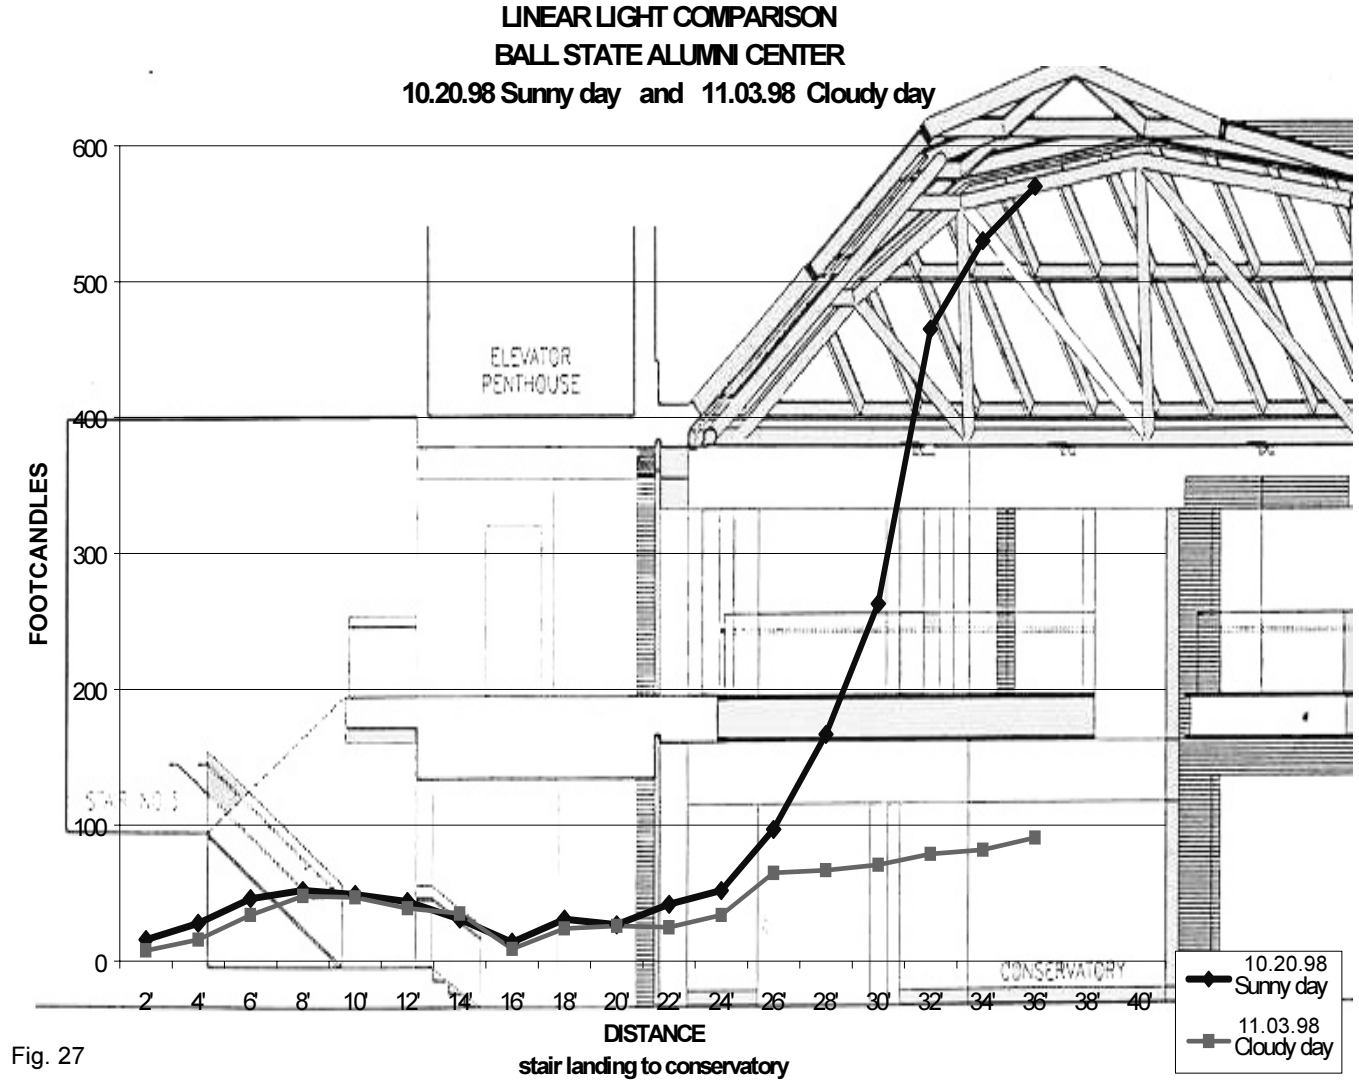 LINEAR LIGHT COMPARISON
BALL STATE ALUMNI CENTER
10.20.98 Sunny day and 11.03.98 Cloudy day
600
500
400
300
200
100
0
FOOTCANDLES
ELEVATOR
PENTHOUSE
STAIR NO 3
CONSERVATORY
2' 4' 6' 8' 10' 12' 14' 16' 18' 20' 22' 24' 26' 28' 30' 32' 34' 36' 38' 40'
DISTANCE
stair landing to conservatory
10.20.98
Sunny day
11.03.98
Cloudy day
Fig. 27